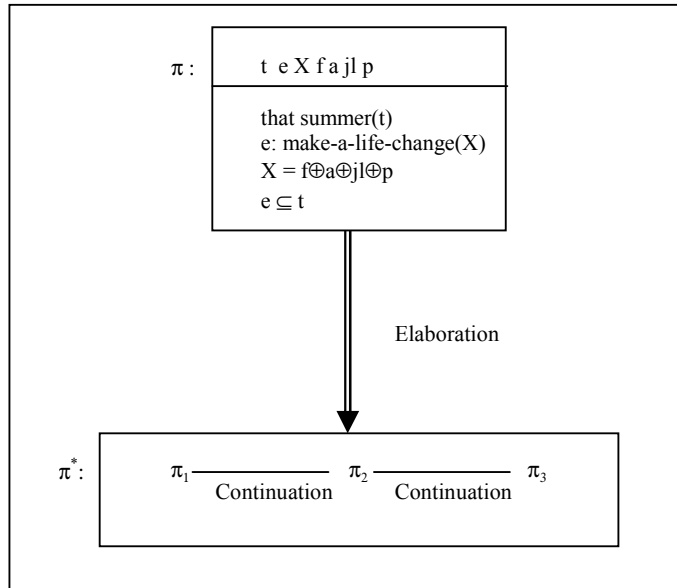 π : t e X f a jl p
that summer(t)
e: make-a-life-change(X)
X = f⊕a⊕jl⊕p
e ⊆ t
Elaboration
π*: π₁ π₂ π₃
Continuation Continuation